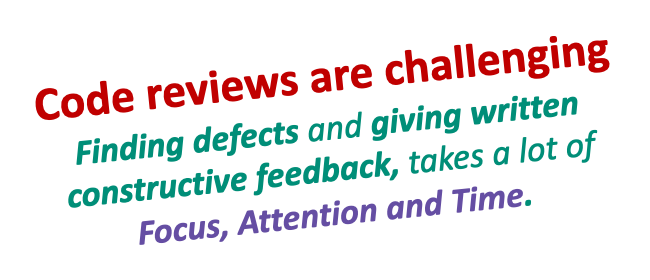 Code reviews are challenging
Finding defects and giving written
constructive feedback, takes a lot of
Focus, Attention and Time.